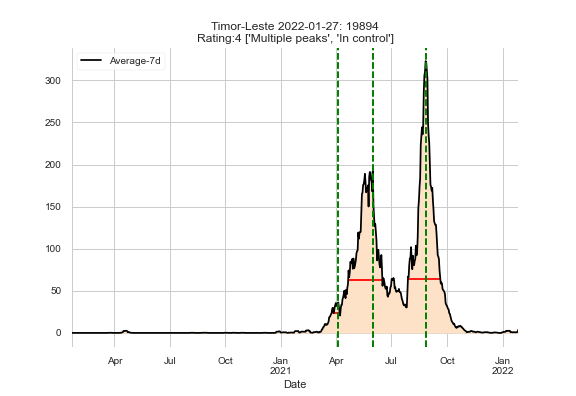 Timor-Leste 2022-01-27: 19894
Rating:4 ['Multiple peaks', 'In control']
Average-7d
300
250
200
150
100
50
0
Apr
Jul
Oct
Jan
2021
Apr
Jul
Oct
Jan
2022
Date